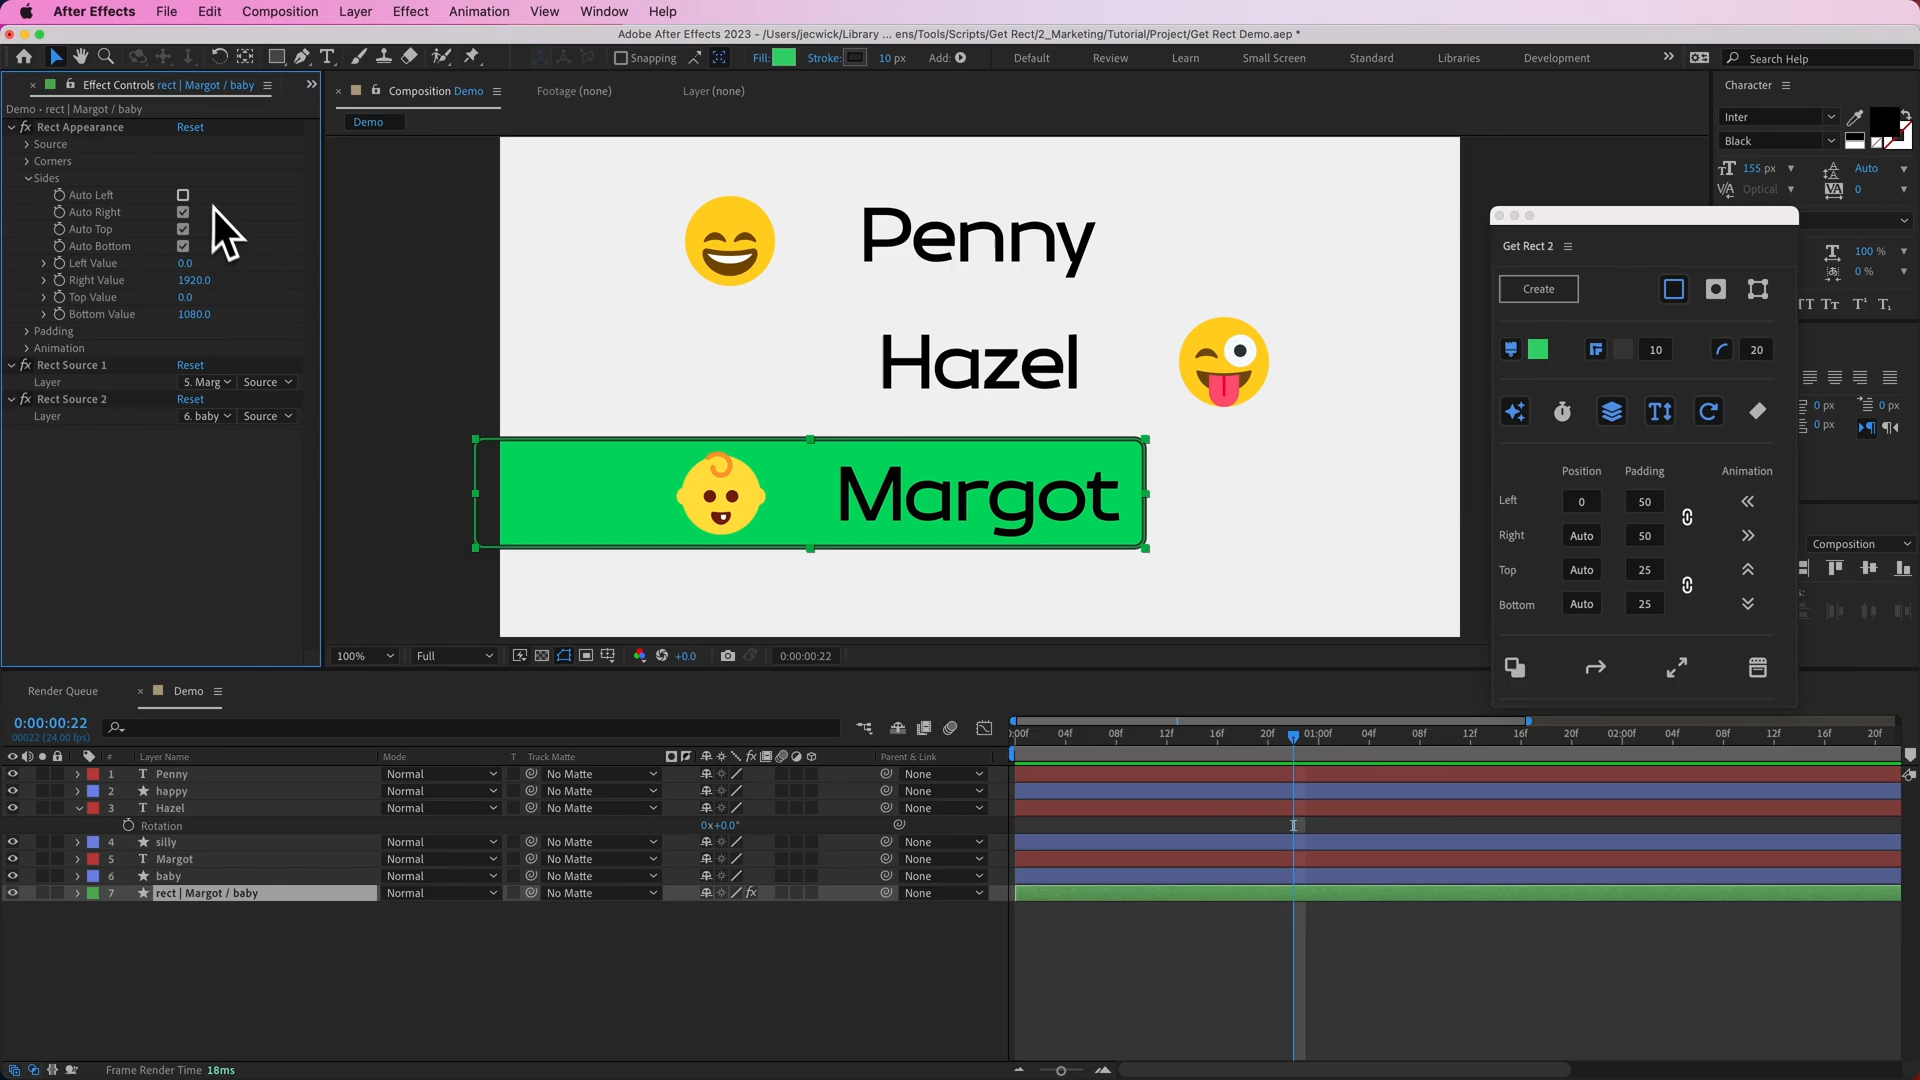 After Effects File Edit Composition Layer Effect Animation View Window Help
Adobe After Effects 2023 - /Users/jecwick/Library ... ens/Tools/Scripts/Get Rect/2_Marketing/Tutorial/Project/Get Rect Demo.aep *
Snapping Fill: Stroke: 10 px Add: Default Review Learn Small Screen Standard Libraries Development Search Help
Effect Controls rect | Margot / baby
Demo • rect | Margot / baby
fx Rect Appearance Reset
Source
Corners
Sides
Auto Left
Auto Right
Auto Top
Auto Bottom
Left Value 0.0
Right Value 1920.0
Top Value 0.0
Bottom Value 1080.0
Padding
Animation
fx Rect Source 1 Reset
Layer 5. Marg Source
fx Rect Source 2 Reset
Layer 6. baby Source
Composition Demo Footage (none) Layer (none)
Demo
Penny
Hazel
Margot
100% Full +0.0 0:00:00:22
Character
Inter
Black
155 px Auto
Optical 0
100 %
0 %
0 px 0 px
0 px
Composition
Get Rect 2
Create
10 20
Position Padding Animation
Left 0 50
Right Auto 50
Top Auto 25
Bottom Auto 25
Render Queue Demo
0:00:00:22
00022 (24.00 fps)
# Layer Name Mode T Track Matte fx Parent & Link
:00f 04f 08f 12f 16f 20f 01:00f 04f 08f 12f 16f 20f 02:00f 04f 08f 12f 16f 20f
1 T Penny Normal No Matte None
2 happy Normal No Matte None
3 T Hazel Normal No Matte None
Rotation 0x+0.0°
4 silly Normal No Matte None
5 T Margot Normal No Matte None
6 baby Normal No Matte None
7 rect | Margot / baby Normal No Matte fx None
Frame Render Time 18ms